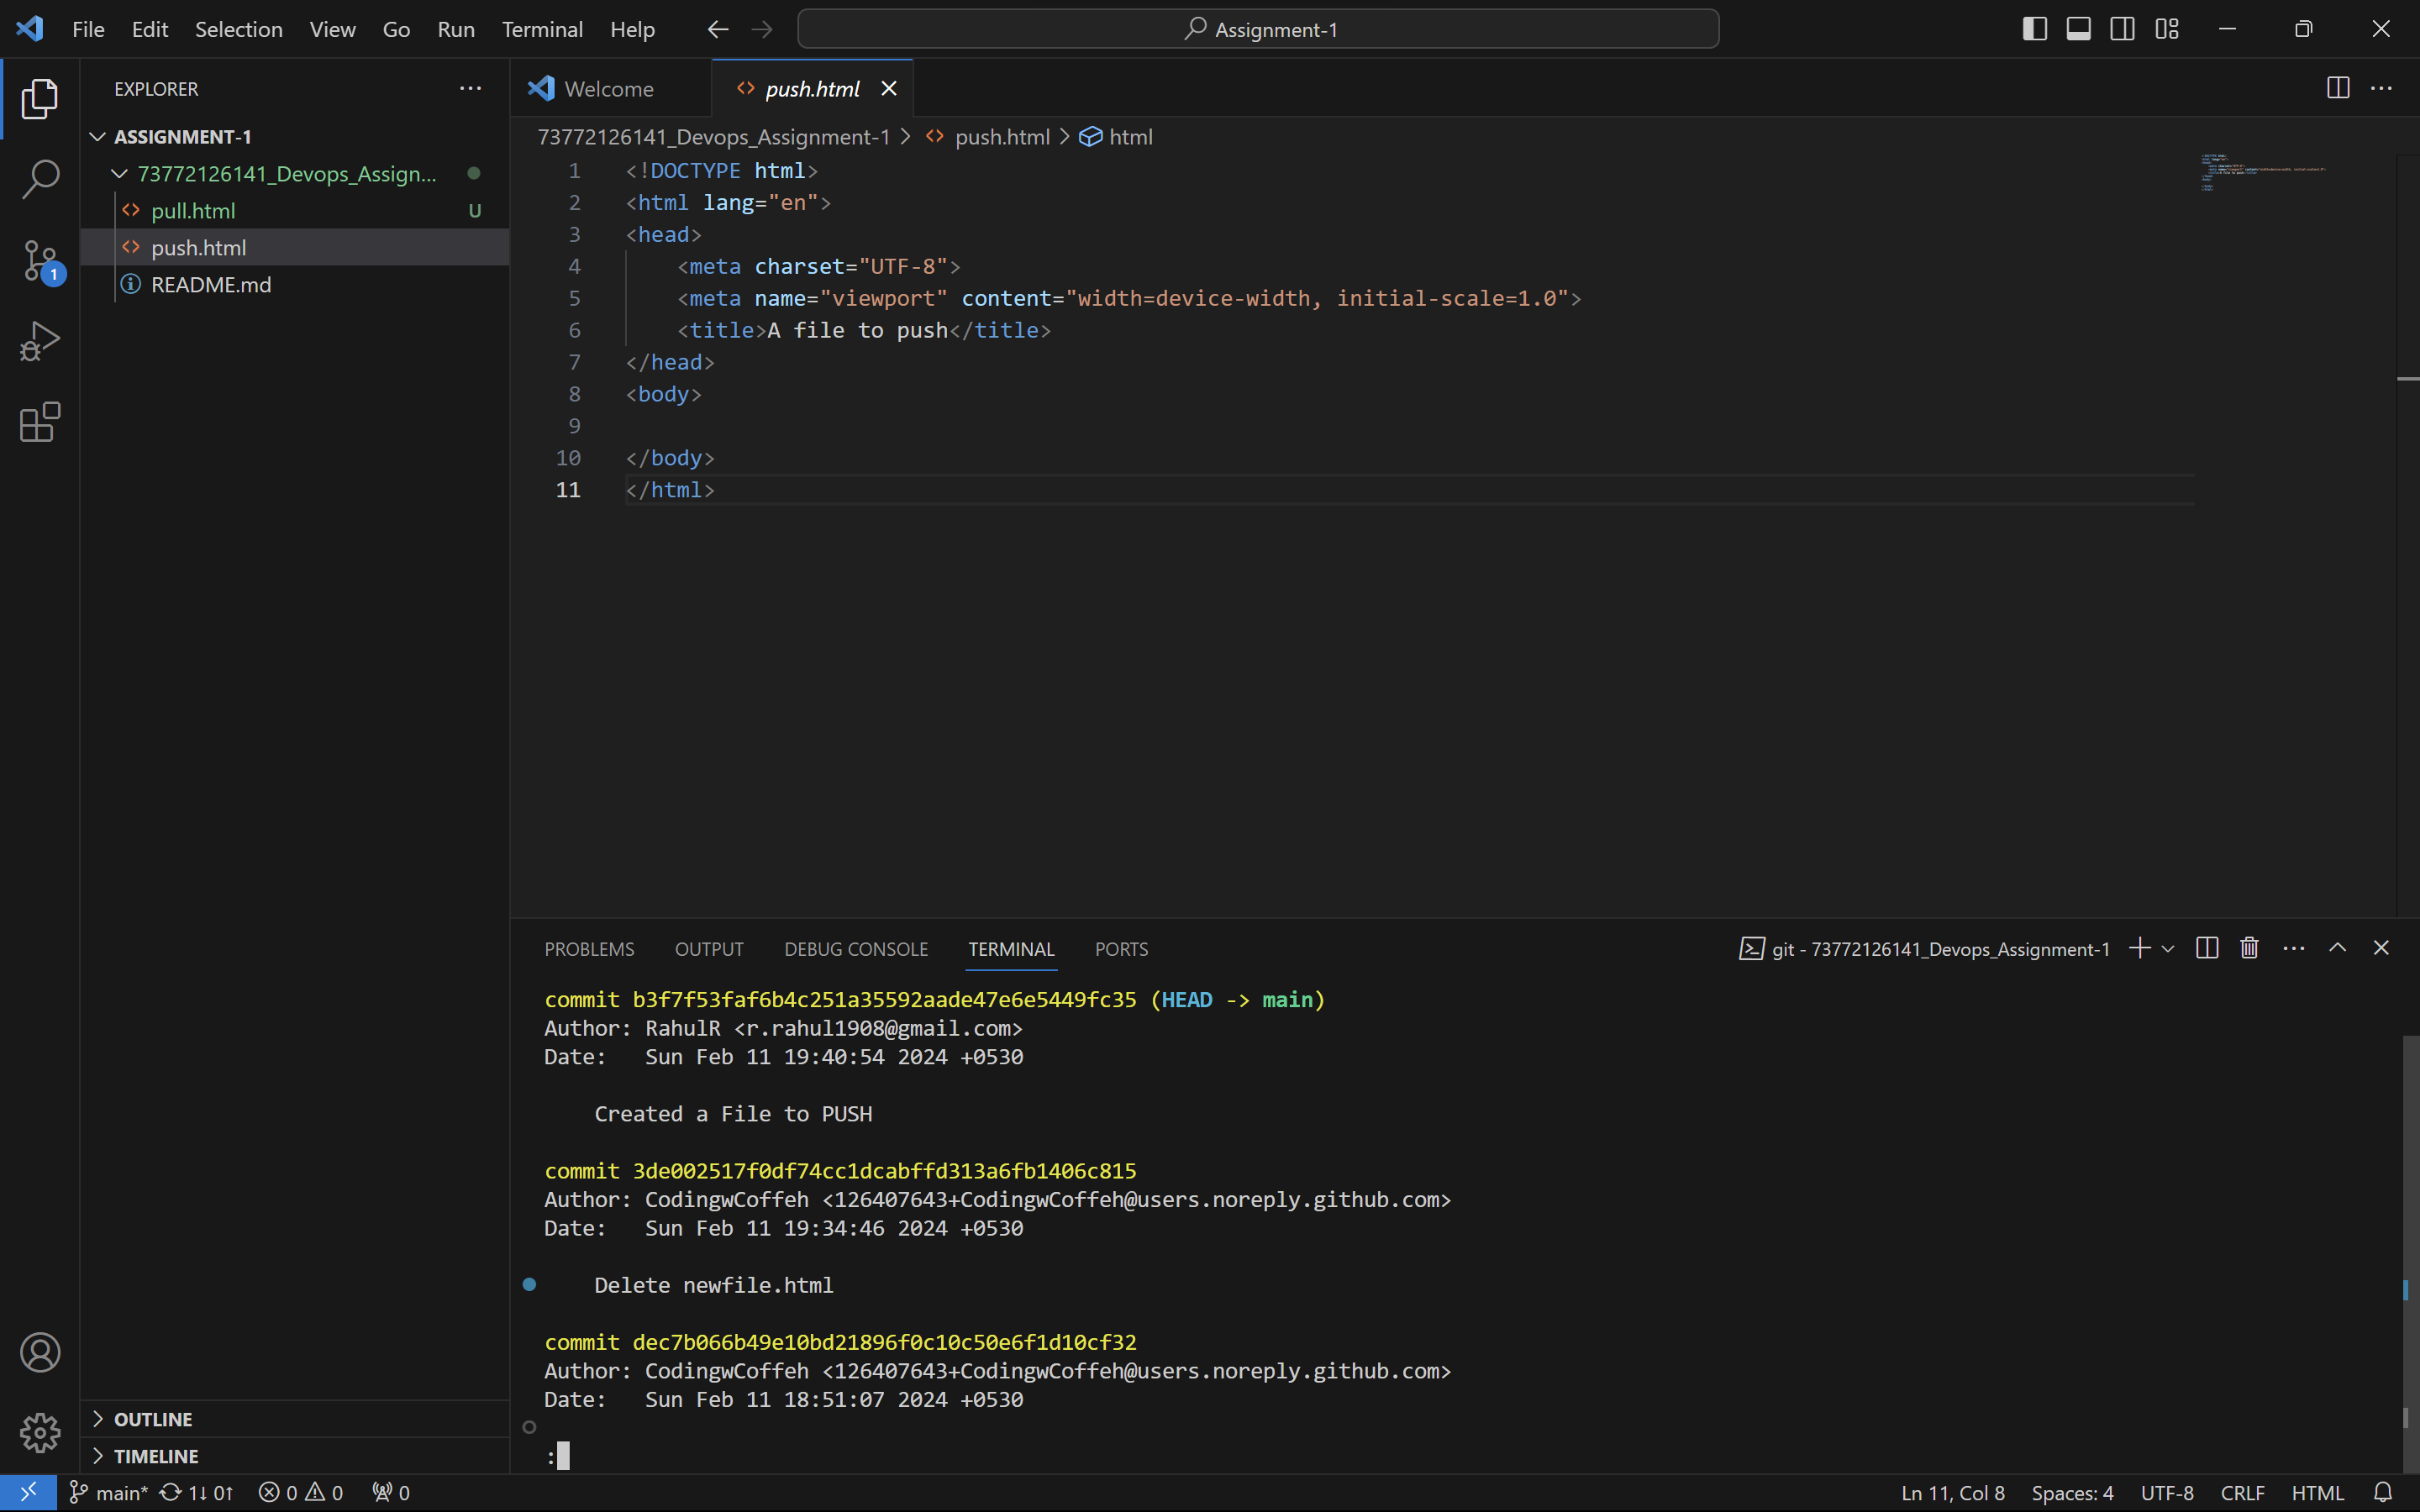 File Edit Selection View Go Run Terminal Help
Assignment-1
EXPLORER
ASSIGNMENT-1
73772126141_Devops_Assign...
pull.html U
push.html
README.md
1
OUTLINE
TIMELINE
Welcome
push.html
73772126141_Devops_Assignment-1 > push.html > html
1 <!DOCTYPE html>
2 <html lang="en">
3 <head>
4     <meta charset="UTF-8">
5     <meta name="viewport" content="width=device-width, initial-scale=1.0">
6     <title>A file to push</title>
7 </head>
8 <body>
9
10 </body>
11 </html>
PROBLEMS OUTPUT DEBUG CONSOLE TERMINAL PORTS
git - 73772126141_Devops_Assignment-1
commit b3f7f53faf6b4c251a35592aade47e6e5449fc35 (HEAD -> main)
Author: RahulR <r.rahul1908@gmail.com>
Date:   Sun Feb 11 19:40:54 2024 +0530
Created a File to PUSH
commit 3de002517f0df74cc1dcabffd313a6fb1406c815
Author: CodingwCoffeh <126407643+CodingwCoffeh@users.noreply.github.com>
Date:   Sun Feb 11 19:34:46 2024 +0530
Delete newfile.html
commit dec7b066b49e10bd21896f0c10c50e6f1d10cf32
Author: CodingwCoffeh <126407643+CodingwCoffeh@users.noreply.github.com>
Date:   Sun Feb 11 18:51:07 2024 +0530
:
main* 1↓ 0↑ 0 0 0
Ln 11, Col 8 Spaces: 4 UTF-8 CRLF HTML